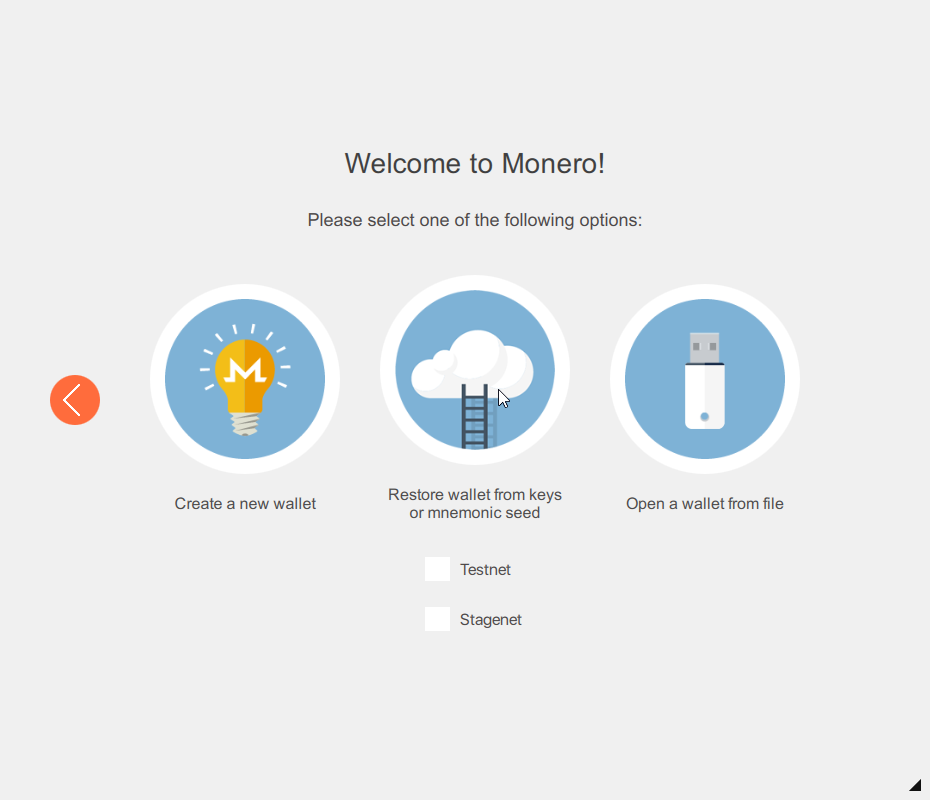 Welcome to Monero!
Please select one of the following options:
Create a new wallet
Restore wallet from keys
or mnemonic seed
Open a wallet from file
Testnet
Stagenet